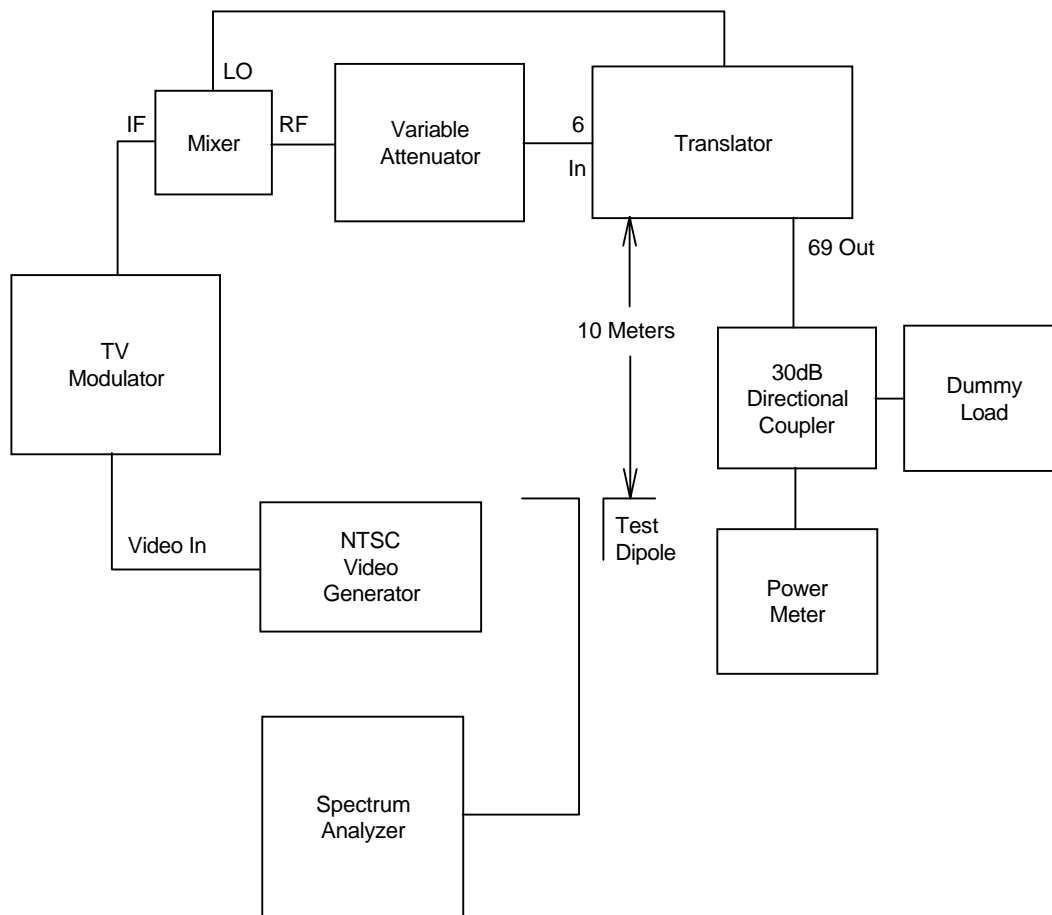 LO
IF
Mixer
RF
Variable
Attenuator
6
In
Translator
69 Out
10 Meters
TV
Modulator
30dB
Directional
Coupler
Dummy
Load
Video In
NTSC
Video
Generator
Test
Dipole
Power
Meter
Spectrum
Analyzer